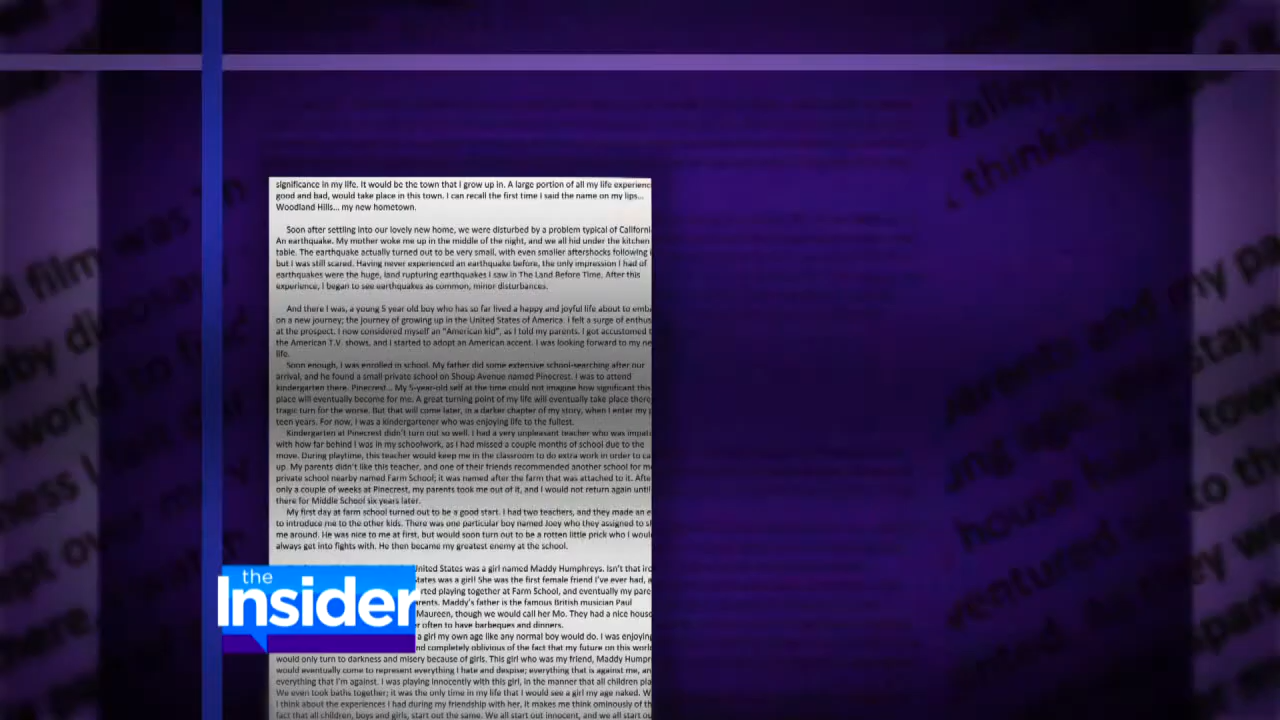 significance in my life. It would be the town that I grow up in. A large portion of all my life experienc
good and bad, would take place in this town. I can recall the first time I said the name on my lips...
Woodland Hills... my new hometown.
Soon after settling into our lovely new home, we were disturbed by a problem typical of Californi
An earthquake. My mother woke me up in the middle of the night, and we all hid under the kitchen
table. The earthquake actually turned out to be very small, with even smaller aftershocks following
but I was still scared. Having never experienced an earthquake before, the only impression I had of
earthquakes were the huge, land rupturing earthquakes I saw in The Land Before Time. After this
experience, I began to see earthquakes as common, minor disturbances.
And there I was, a young 5 year old boy who has so far lived a happy and joyful life about to emb
on a new journey; the journey of growing up in the United States of America. I felt a surge of enthus
at the prospect. I now considered myself an "American kid", as I told my parents. I got accustomed t
the American T.V. shows, and I started to adopt an American accent. I was looking forward to my ne
life.
Soon enough, I was enrolled in school. My father did some extensive school-searching after our
arrival, and he found a small private school on Shoup Avenue named Pinecrest. I was to attend
kindergarten there. Pinecrest... My 5-year-old self at the time could not imagine how significant this
place will eventually become for me. A great turning point of my life will eventually take place there
tragic turn for the worse. But that will come later, in a darker chapter of my story, when I enter my
teen years. For now, I was a kindergartener who was enjoying life to the fullest.
Kindergarten at Pinecrest didn't turn out so well. I had a very unpleasant teacher who was impati
with how far behind I was in my schoolwork, as I had missed a couple months of school due to the
move. During playtime, this teacher would keep me in the classroom to do extra work in order to ca
up. My parents didn't like this teacher, and one of their friends recommended another school for m
private school nearby named Farm School; it was named after the farm that was attached to it. Afte
only a couple of weeks at Pinecrest, my parents took me out of it, and I would not return again until
there for Middle School six years later.
My first day at farm school turned out to be a good start. I had two teachers, and they made an e
to introduce me to the other kids. There was one particular boy named Joey who they assigned to sh
me around. He was nice to me at first, but would soon turn out to be a rotten little prick who I woul
always get into fights with. He then became my greatest enemy at the school.
United States was a girl named Maddy Humphreys. Isn't that iro
tates was a girl! She was the first female friend I've ever had, a
rted playing together at Farm School, and eventually my pare
arents. Maddy's father is the famous British musician Paul
Maureen, though we would call her Mo. They had a nice house
r often to have barbeques and dinners.
a girl my own age like any normal boy would do. I was enjoying
nd completely oblivious of the fact that my future on this worl
would only turn to darkness and misery because of girls. This girl who was my friend, Maddy Humpr
would eventually come to represent everything I hate and despise; everything that is against me, an
everything that I'm against. I was playing innocently with this girl, in the manner that all children pla
We even took baths together; it was the only time in my life that I would see a girl my age naked. W
I think about the experiences I had during my friendship with her, it makes me think ominously of th
fact that all children, boys and girls, start out the same. We all start out innocent, and we all start ou
the
Insider